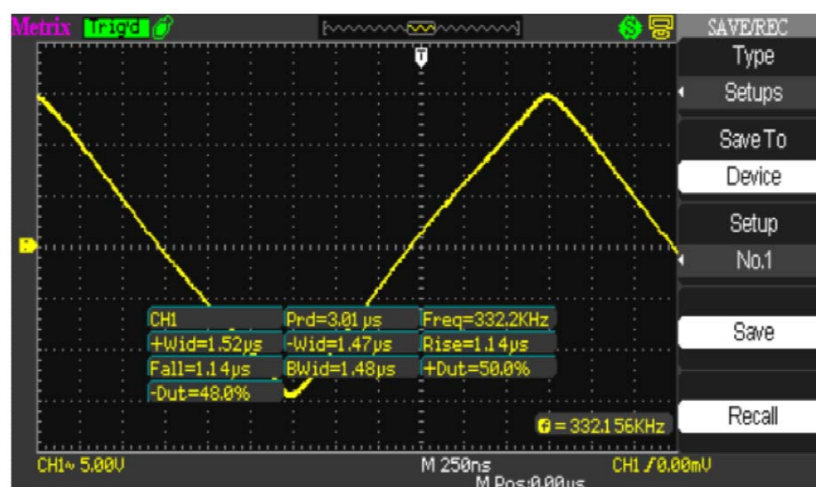 Metrix Trig'd S SAVE/REC
T
Type
Setups
Save To
Device
Setup
No.1
Save
Recall
CH1 Prd=3.01μs Freq=332.2KHz
+Wid=1.52μs -Wid=1.47μs Rise=1.14μs
Fall=1.14μs BWid=1.48μs +Dut=50.0%
-Dut=48.0%
f = 332.156KHz
CH1~ 5.00V M 250ns CH1 / 0.00mV
M Pos:0.00μs